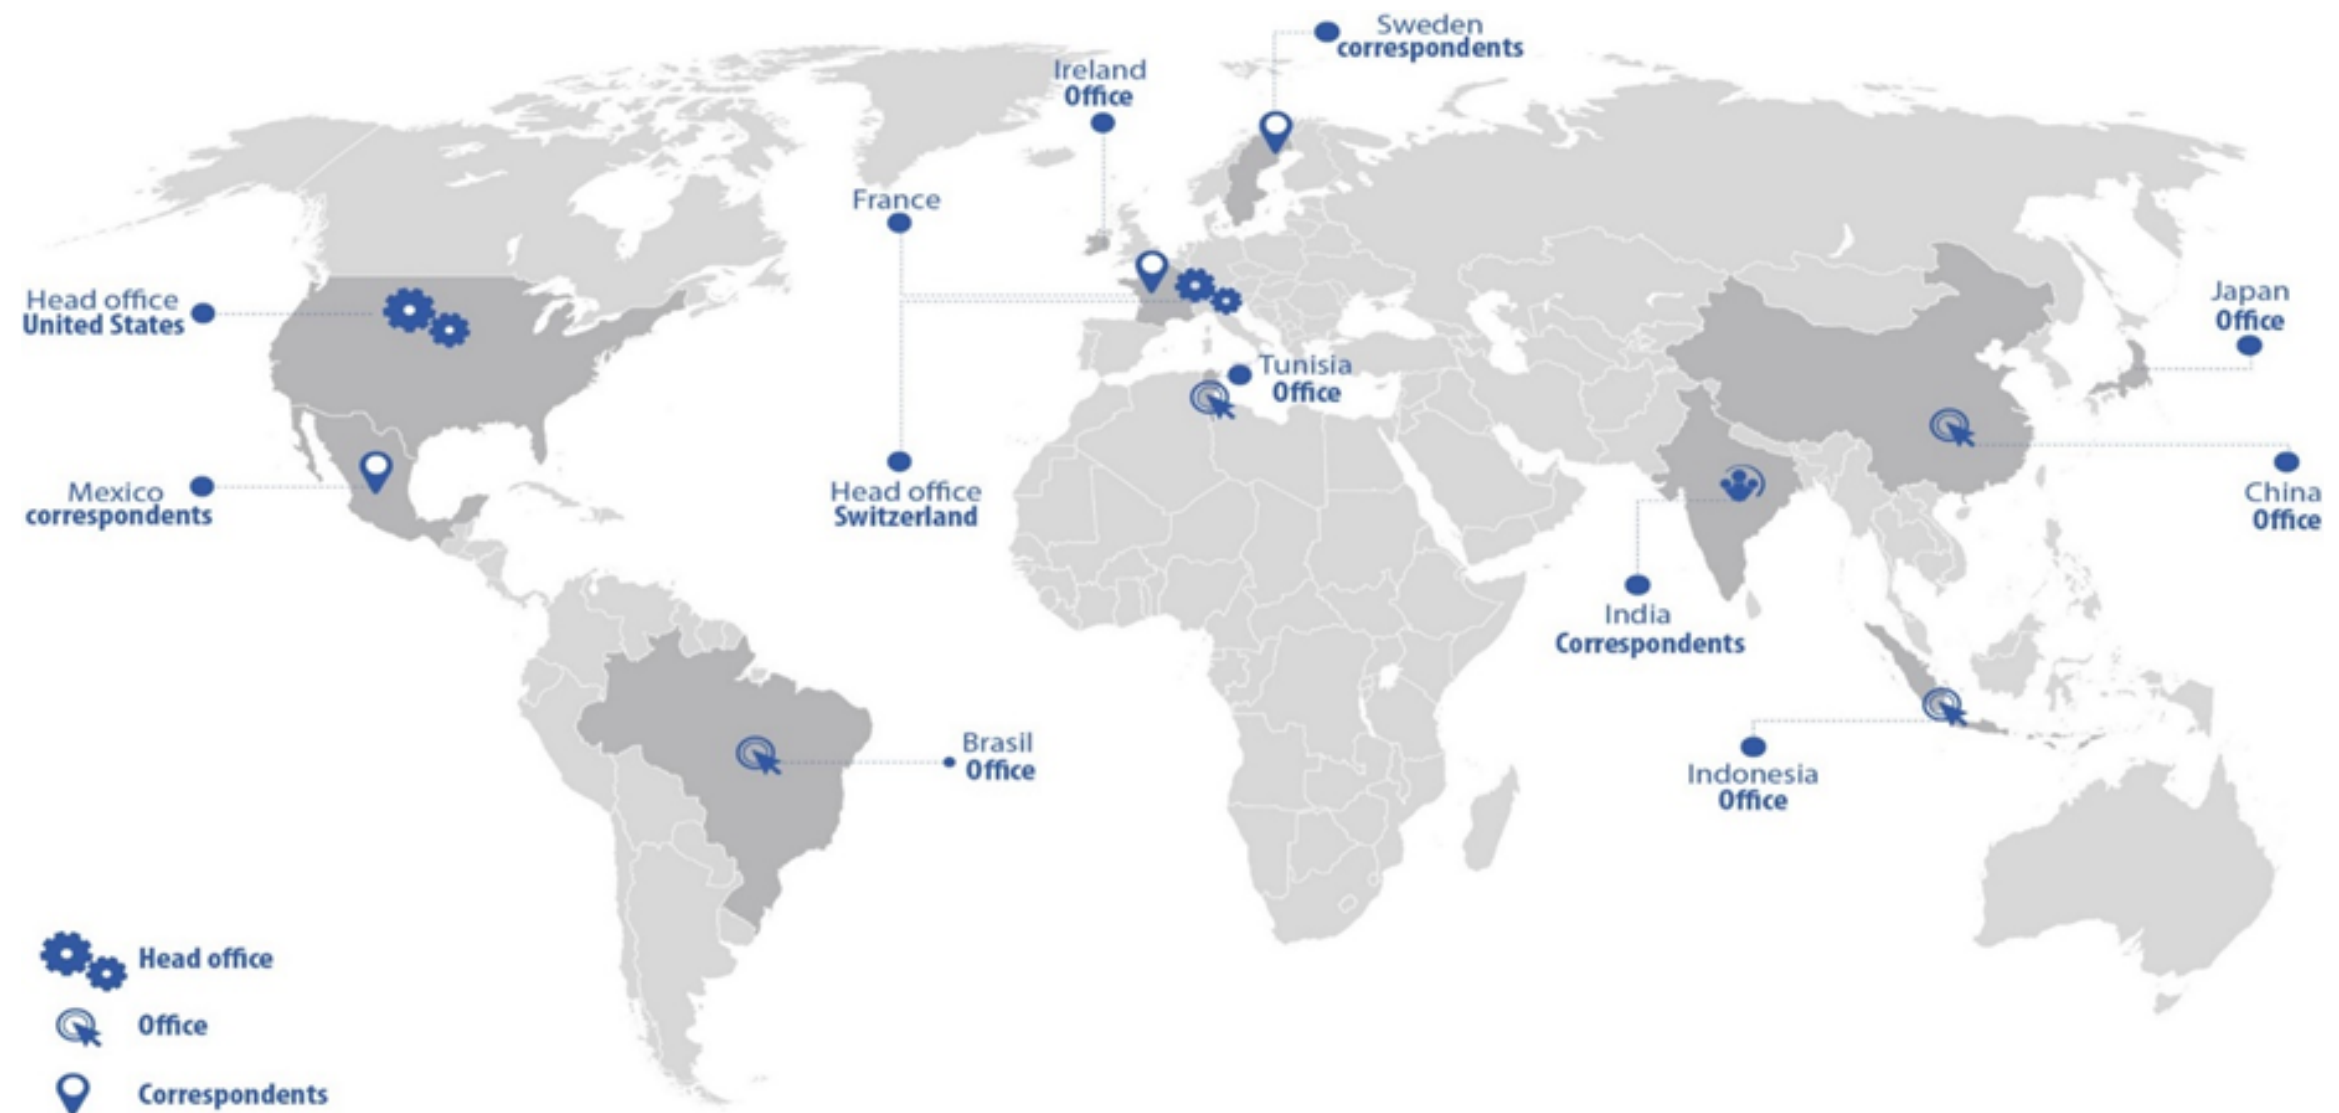 Sweden
correspondents
Ireland
Office
France
Head office
United States
Japan
Office
Tunisia
Office
Mexico
correspondents
Head office
Switzerland
China
Office
India
Correspondents
Brasil
Office
Indonesia
Office
Head office
Office
Correspondents